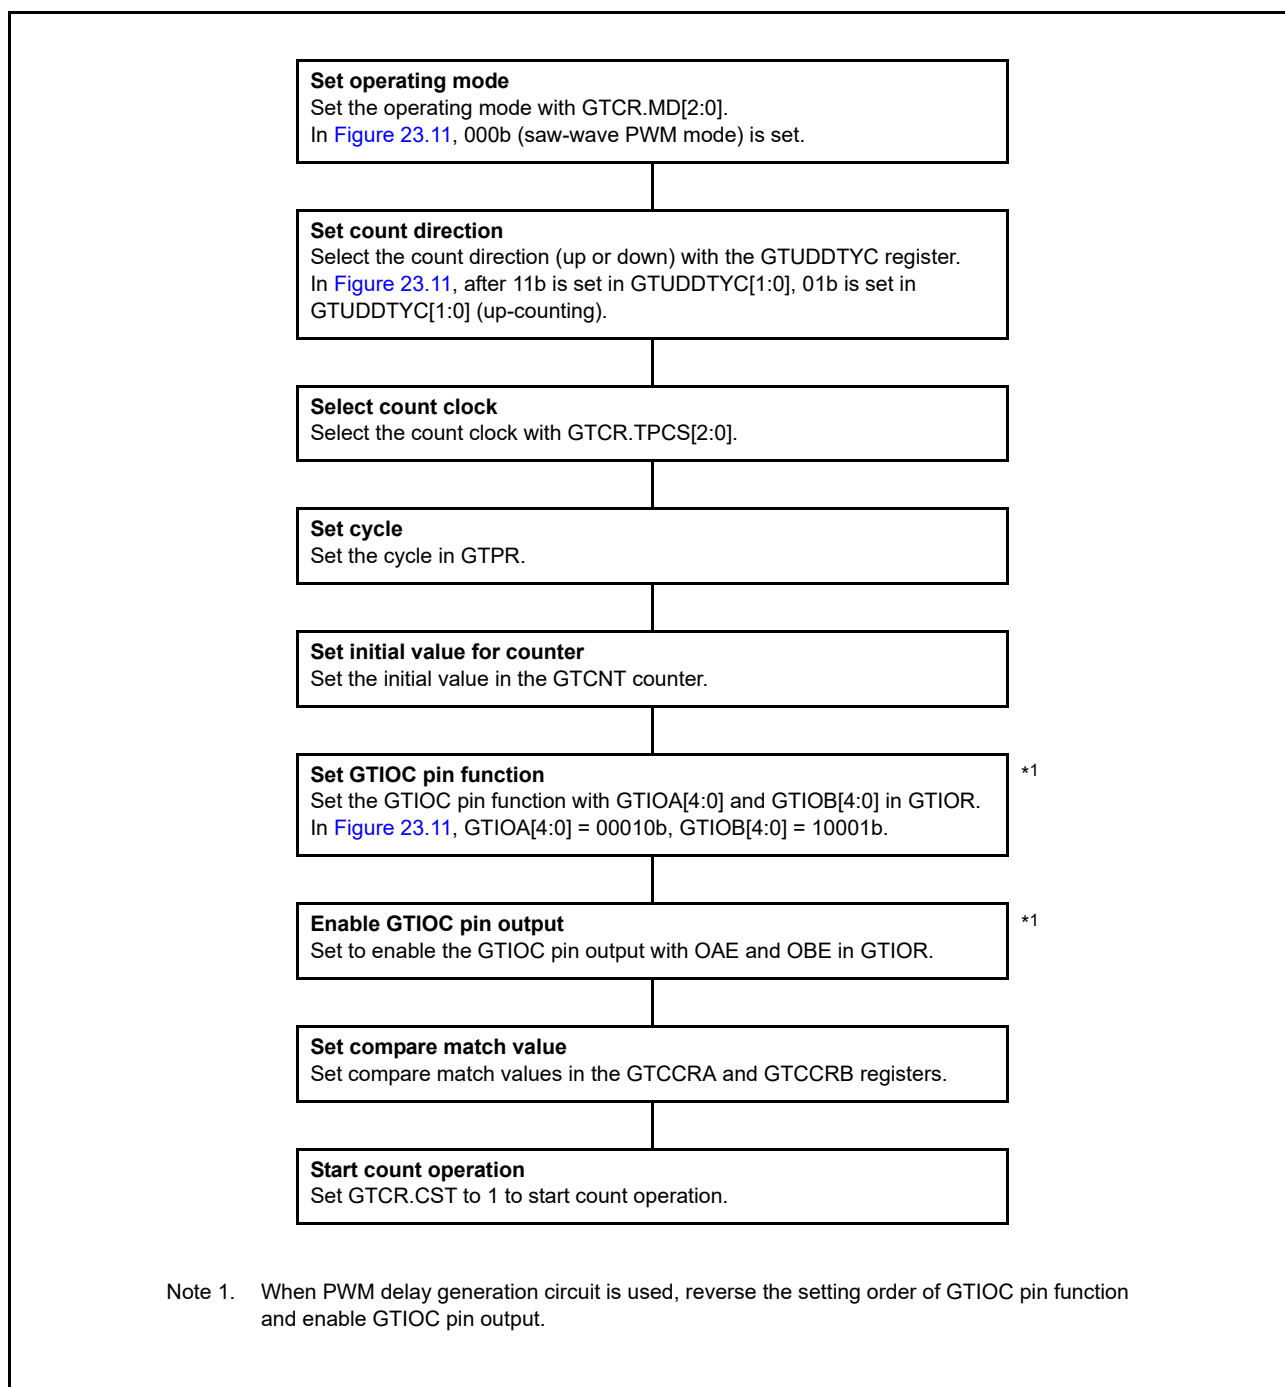 Set operating mode
Set the operating mode with GTCR.MD[2:0].
In Figure 23.11, 000b (saw-wave PWM mode) is set.
Set count direction
Select the count direction (up or down) with the GTUDDTYC register.
In Figure 23.11, after 11b is set in GTUDDTYC[1:0], 01b is set in
GTUDDTYC[1:0] (up-counting).
Select count clock
Select the count clock with GTCR.TPCS[2:0].
Set cycle
Set the cycle in GTPR.
Set initial value for counter
Set the initial value in the GTCNT counter.
Set GTIOC pin function *1
Set the GTIOC pin function with GTIOA[4:0] and GTIOB[4:0] in GTIOR.
In Figure 23.11, GTIOA[4:0] = 00010b, GTIOB[4:0] = 10001b.
Enable GTIOC pin output *1
Set to enable the GTIOC pin output with OAE and OBE in GTIOR.
Set compare match value
Set compare match values in the GTCCRA and GTCCRB registers.
Start count operation
Set GTCR.CST to 1 to start count operation.
Note 1. When PWM delay generation circuit is used, reverse the setting order of GTIOC pin function
and enable GTIOC pin output.